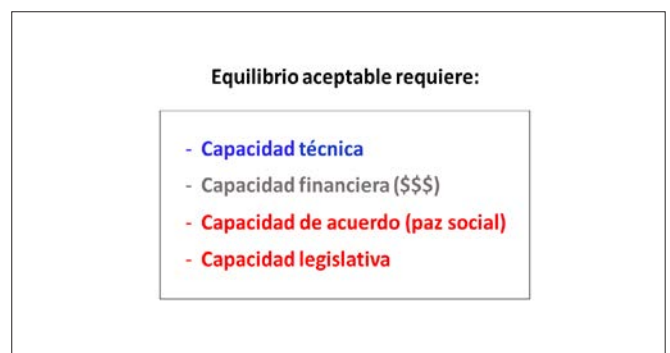 Equilibrio aceptable requiere:
- Capacidad técnica
- Capacidad financiera ($$$)
- Capacidad de acuerdo (paz social)
- Capacidad legislativa